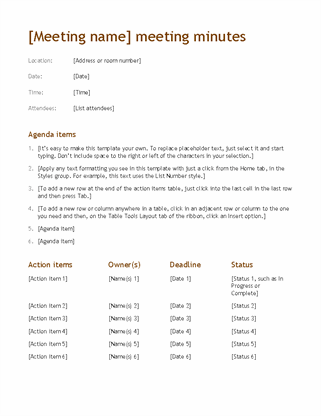 [Meeting name] meeting minutes
Location: [Address or room number]
Date: [Date]
Time: [Time]
Attendees: [List attendees]
Agenda items
1. [It's easy to make this template your own. To replace placeholder text, just select it and start
typing. Don't include space to the right or left of the characters in your selection.]
2. [Apply any text formatting you see in this template with just a click from the Home tab, in the
Styles group. For example, this text uses the List Number style.]
3. [To add a new row at the end of the action items table, just click into the last cell in the last row
and then press Tab.]
4. [To add a new row or column anywhere in a table, click in an adjacent row or column to the one
you need and then, on the Table Tools Layout tab of the ribbon, click an Insert option.]
5. [Agenda item]
6. [Agenda item]
Action items Owner(s) Deadline Status
[Action item 1] [Name(s) 1] [Date 1] [Status 1, such as In
Progress or
Complete]
[Action item 2] [Name(s) 2] [Date 2] [Status 2]
[Action item 3] [Name(s) 3] [Date 3] [Status 3]
[Action item 4] [Name(s) 4] [Date 4] [Status 4]
[Action item 5] [Name(s) 5] [Date 5] [Status 5]
[Action item 6] [Name(s) 6] [Date 6] [Status 6]